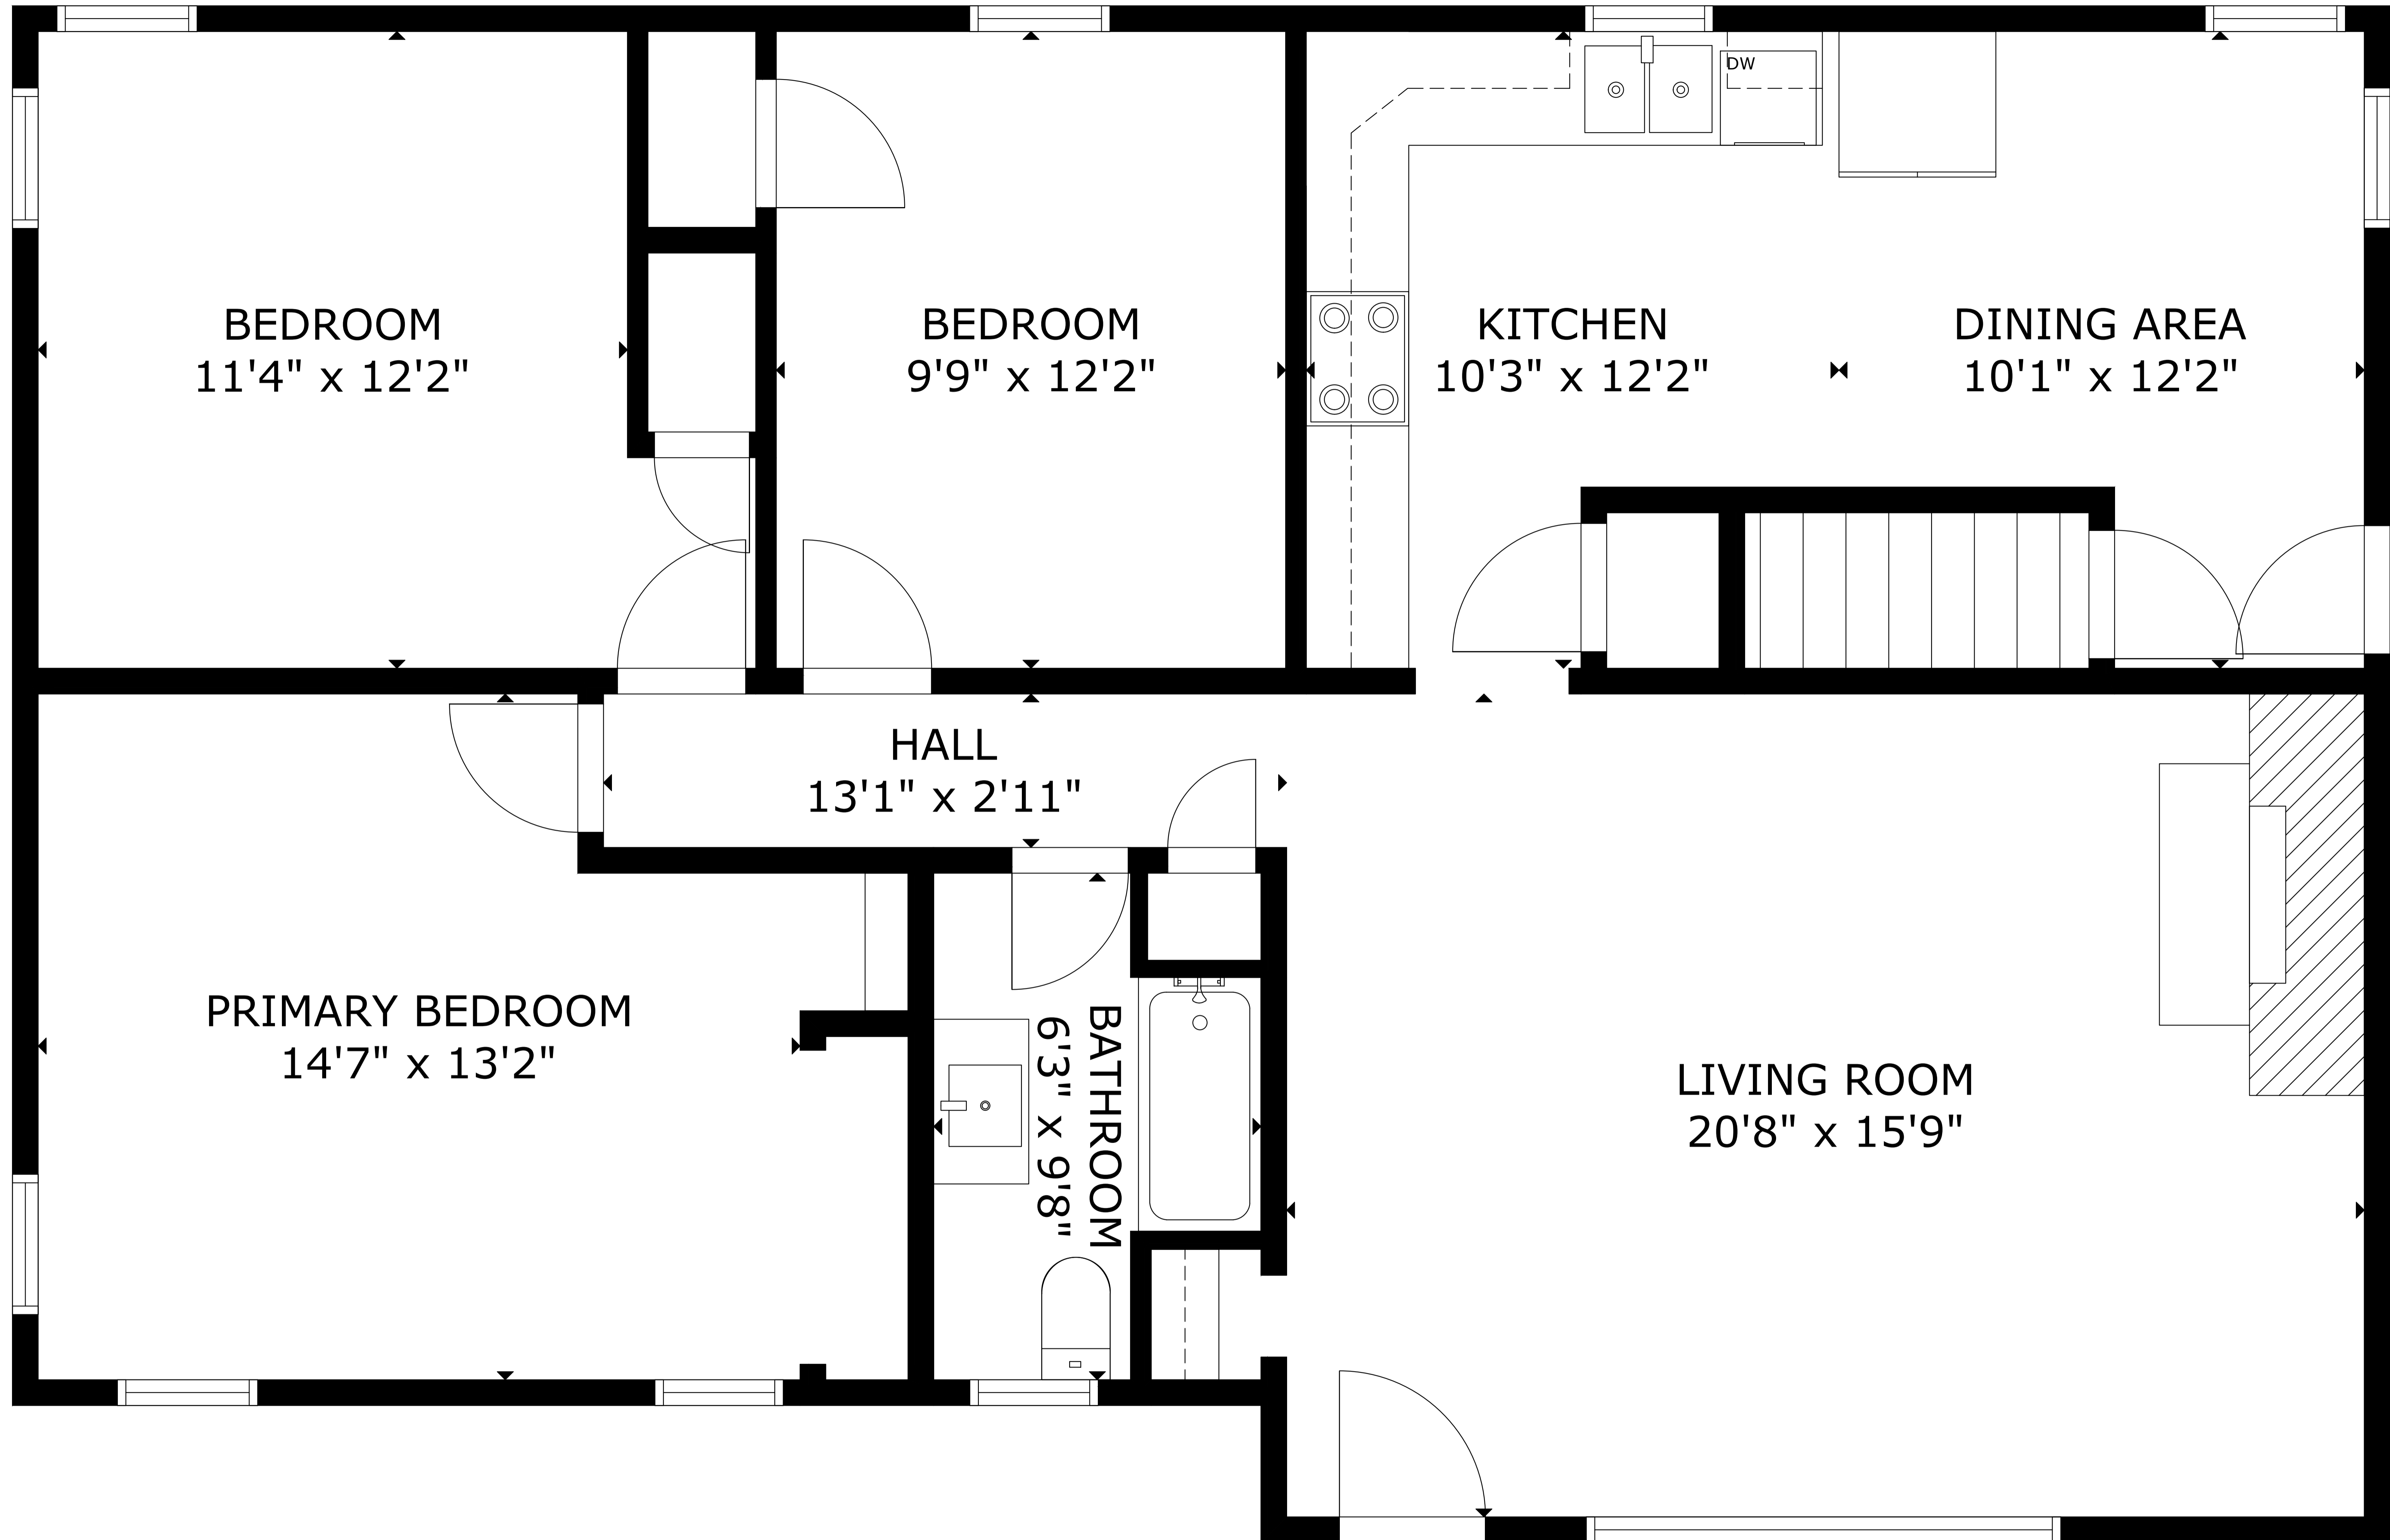 BEDROOM
11'4" x 12'2"
BEDROOM
9'9" x 12'2"
DW
KITCHEN
10'3" x 12'2"
DINING AREA
10'1" x 12'2"
HALL
13'1" x 2'11"
PRIMARY BEDROOM
14'7" x 13'2"
BATHROOM
6'3" x 9'8"
LIVING ROOM
20'8" x 15'9"